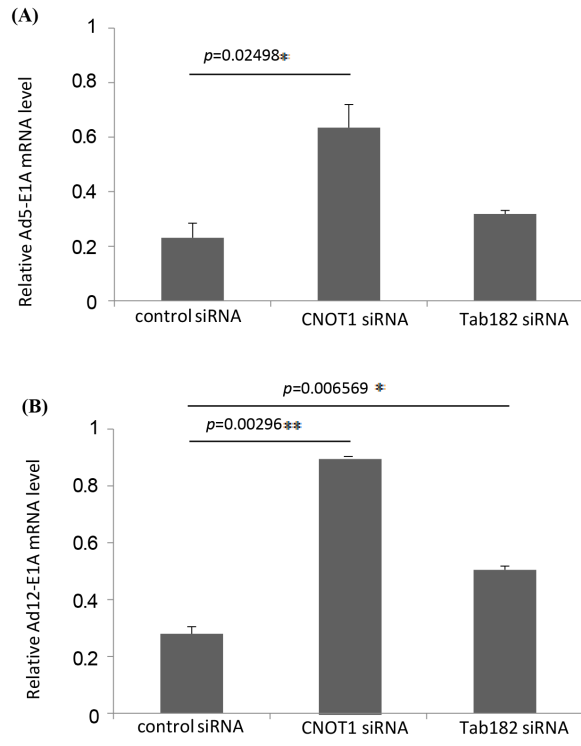 (A)
1
p=0.02498*
0.8
0.6
0.4
0.2
0
Relative Ad5-E1A mRNA level
control siRNA
CNOT1 siRNA
Tab182 siRNA
p=0.006569 *
(B)
p=0.00296**
1
0.8
0.6
0.4
0.2
0
Relative Ad12-E1A mRNA level
control siRNA
CNOT1 siRNA
Tab182 siRNA